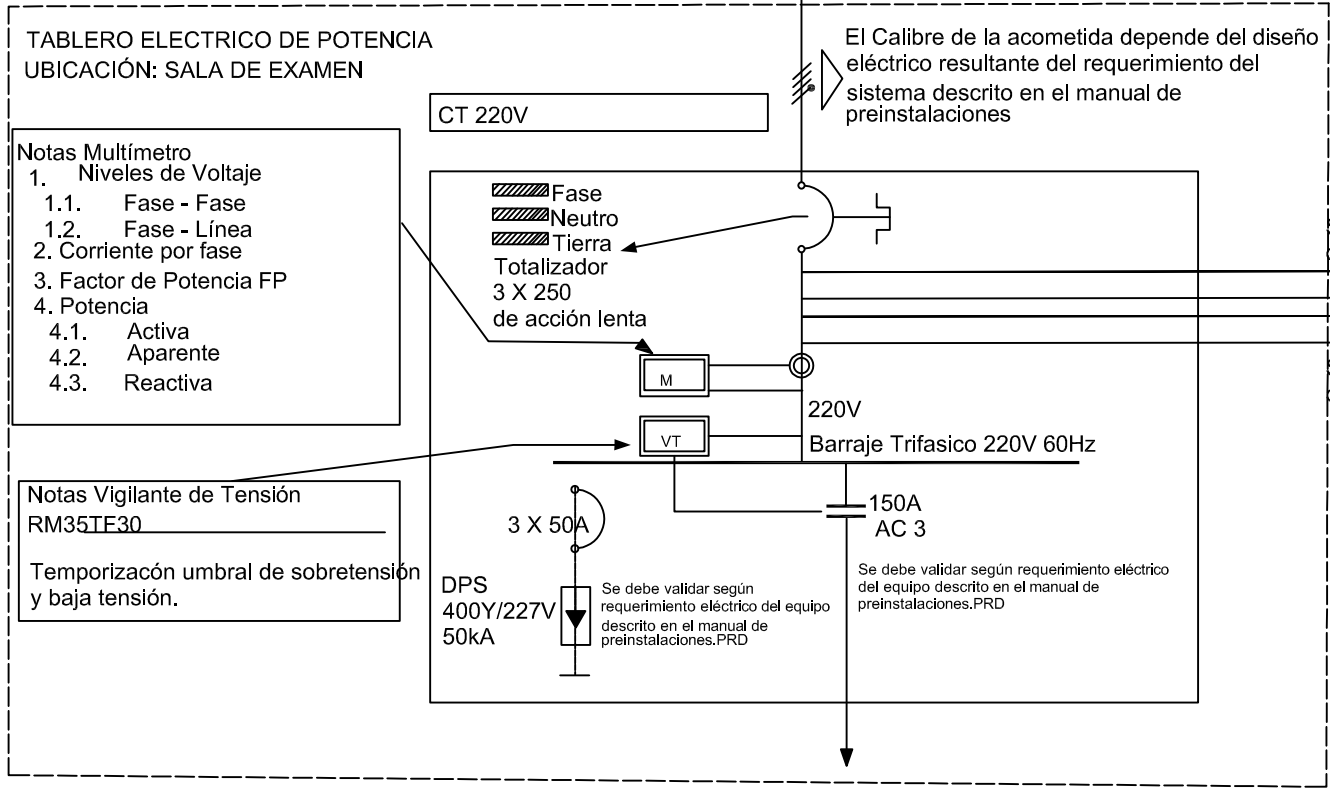 TABLERO ELECTRICO DE POTENCIA
UBICACIÓN: SALA DE EXAMEN
El Calibre de la acometida depende del diseño
eléctrico resultante del requerimiento del
sistema descrito en el manual de
preinstalaciones
CT 220V
Notas Multímetro
1. Niveles de Voltaje
1.1. Fase - Fase
1.2. Fase - Línea
2. Corriente por fase
3. Factor de Potencia FP
4. Potencia
4.1. Activa
4.2. Aparente
4.3. Reactiva
Fase
Neutro
Tierra
Totalizador
3 X 250
de acción lenta
M
220V
VT
Barraje Trifasico 220V 60Hz
Notas Vigilante de Tensión
RM35TF30
Temporizacón umbral de sobretensión
y baja tensión.
3 X 50A
150A
AC 3
DPS
400Y/227V
50kA
Se debe validar según
requerimiento eléctrico del equipo
descrito en el manual de
preinstalaciones.PRD
Se debe validar según requerimiento eléctrico
del equipo descrito en el manual de
preinstalaciones.PRD